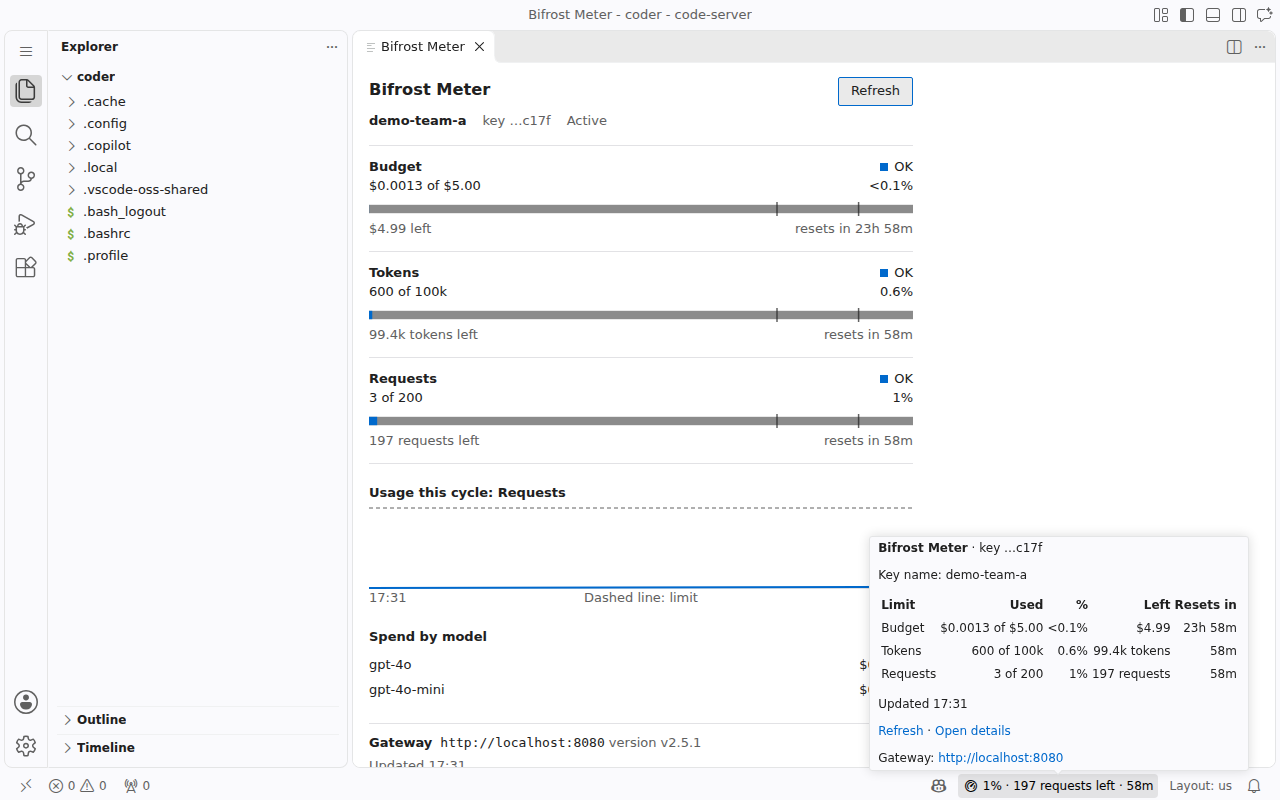 Bifrost Meter - coder - code-server
Explorer
coder
.cache
.config
.copilot
.local
.vscode-oss-shared
.bash_logout
.bashrc
.profile
Outline
Timeline
Bifrost Meter
Bifrost Meter
Refresh
demo-team-a key …c17f Active
Budget OK
$0.0013 of $5.00 <0.1%
$4.99 left resets in 23h 58m
Tokens OK
600 of 100k 0.6%
99.4k tokens left resets in 58m
Requests OK
3 of 200 1%
197 requests left resets in 58m
Usage this cycle: Requests
17:31 Dashed line: limit
Spend by model
gpt-4o
gpt-4o-mini
Gateway http://localhost:8080 version v2.5.1
Updated 17:31
Bifrost Meter · key …c17f
Key name: demo-team-a
Limit Used % Left Resets in
Budget $0.0013 of $5.00 <0.1% $4.99 23h 58m
Tokens 600 of 100k 0.6% 99.4k tokens 58m
Requests 3 of 200 1% 197 requests 58m
Updated 17:31
Refresh · Open details
Gateway: http://localhost:8080
0 0 0
1% · 197 requests left · 58m
Layout: us